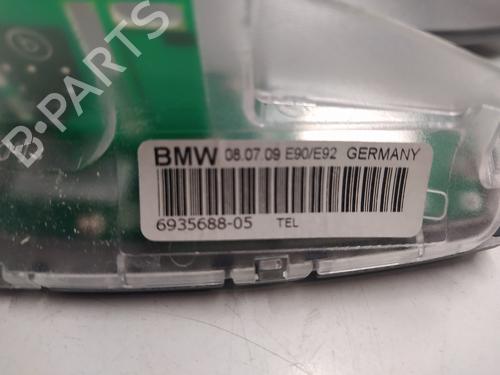 B-PARTS
BMW 08.07.09 E90/E92 GERMANY
6935688-05 TEL